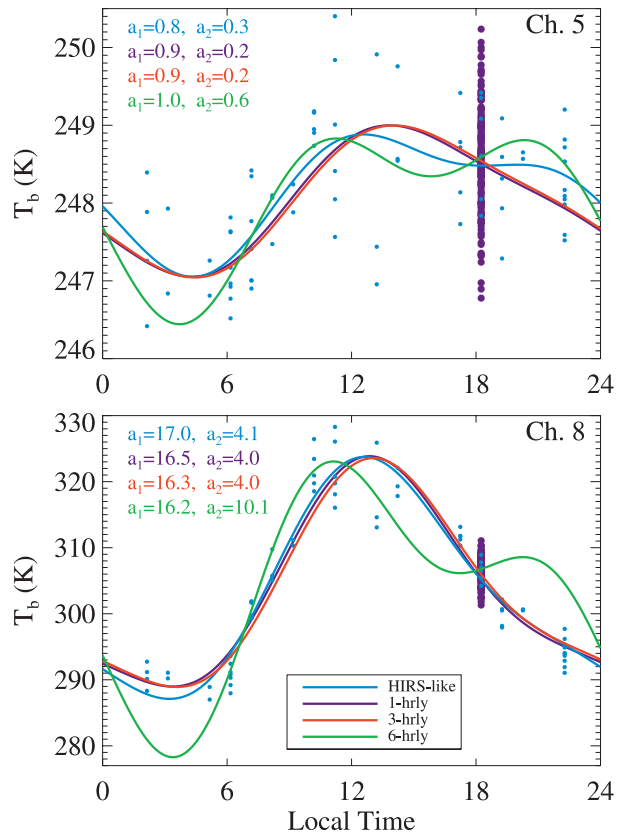 Ch. 5
a₁=0.8, a₂=0.3
a₁=0.9, a₂=0.2
a₁=0.9, a₂=0.2
a₁=1.0, a₂=0.6
250
249
248
247
246
T_b (K)
0 6 12 18 24
Ch. 8
a₁=17.0, a₂=4.1
a₁=16.5, a₂=4.0
a₁=16.3, a₂=4.0
a₁=16.2, a₂=10.1
330
320
310
300
290
280
T_b (K)
HIRS-like
1-hrly
3-hrly
6-hrly
0 6 12 18 24
Local Time